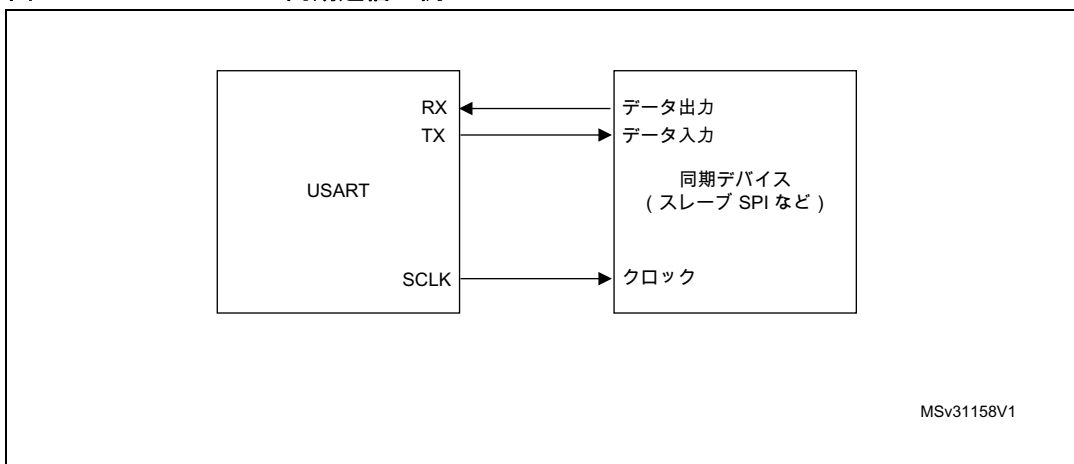 RX
TX
USART
SCLK
データ出力
データ入力
同期デバイス
(スレーブ SPI など)
クロック
MSv31158V1